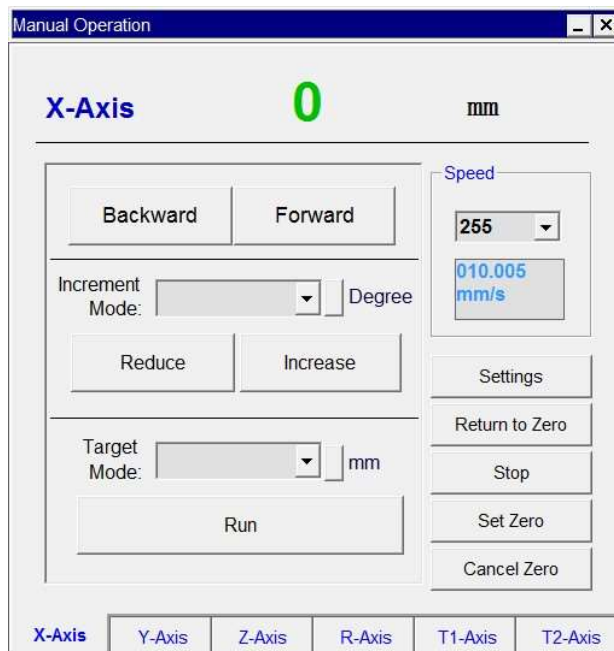 Manual Operation
X-Axis 0 mm
Backward Forward
Increment
Mode: Degree
Reduce Increase
Target
Mode: mm
Run
Speed
255
010.005
mm/s
Settings
Return to Zero
Stop
Set Zero
Cancel Zero
X-Axis Y-Axis Z-Axis R-Axis T1-Axis T2-Axis